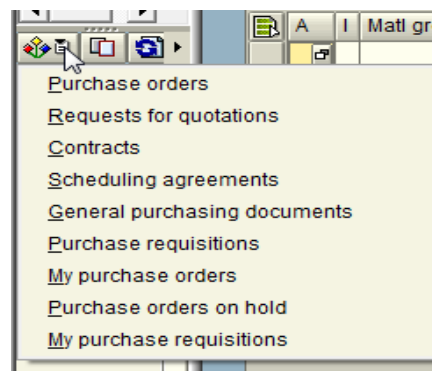 A I Matl gr
Purchase orders
Requests for quotations
Contracts
Scheduling agreements
General purchasing documents
Purchase requisitions
My purchase orders
Purchase orders on hold
My purchase requisitions